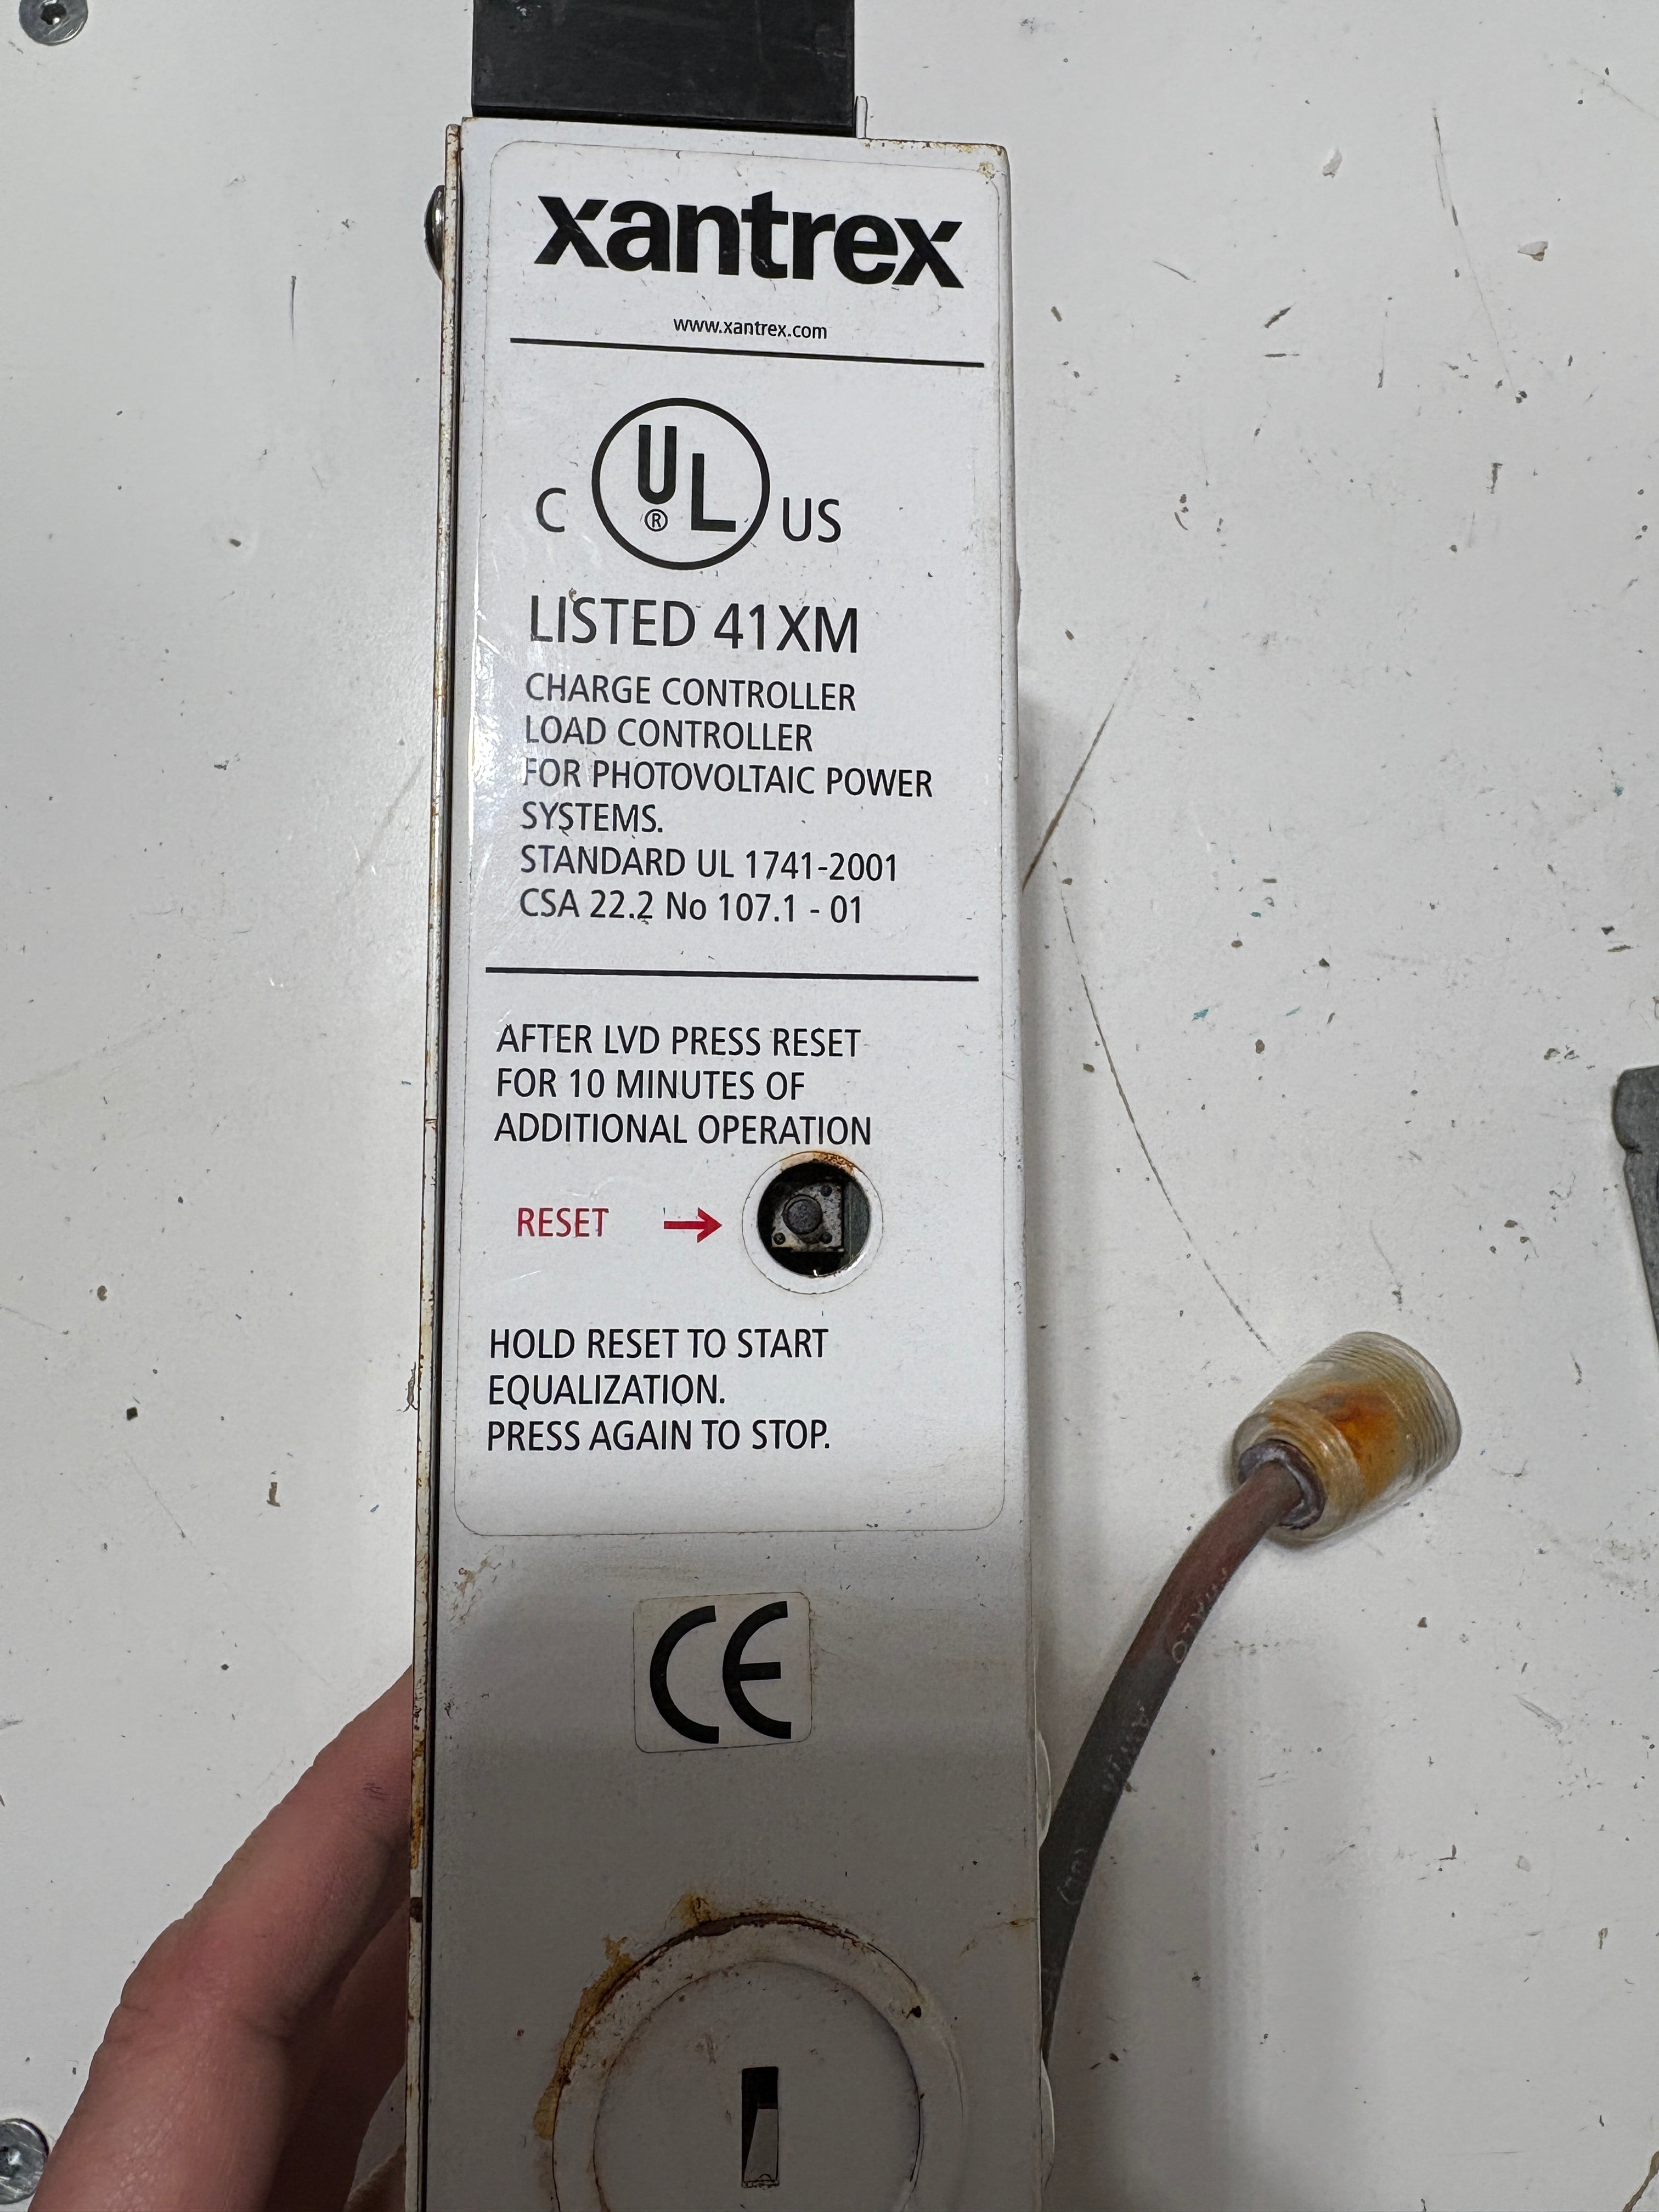 xantrex
www.xantrex.com
C UL® US
LISTED 41XM
CHARGE CONTROLLER
LOAD CONTROLLER
FOR PHOTOVOLTAIC POWER
SYSTEMS.
STANDARD UL 1741-2001
CSA 22.2 No 107.1 - 01
AFTER LVD PRESS RESET
FOR 10 MINUTES OF
ADDITIONAL OPERATION
RESET →
HOLD RESET TO START
EQUALIZATION.
PRESS AGAIN TO STOP.
CE